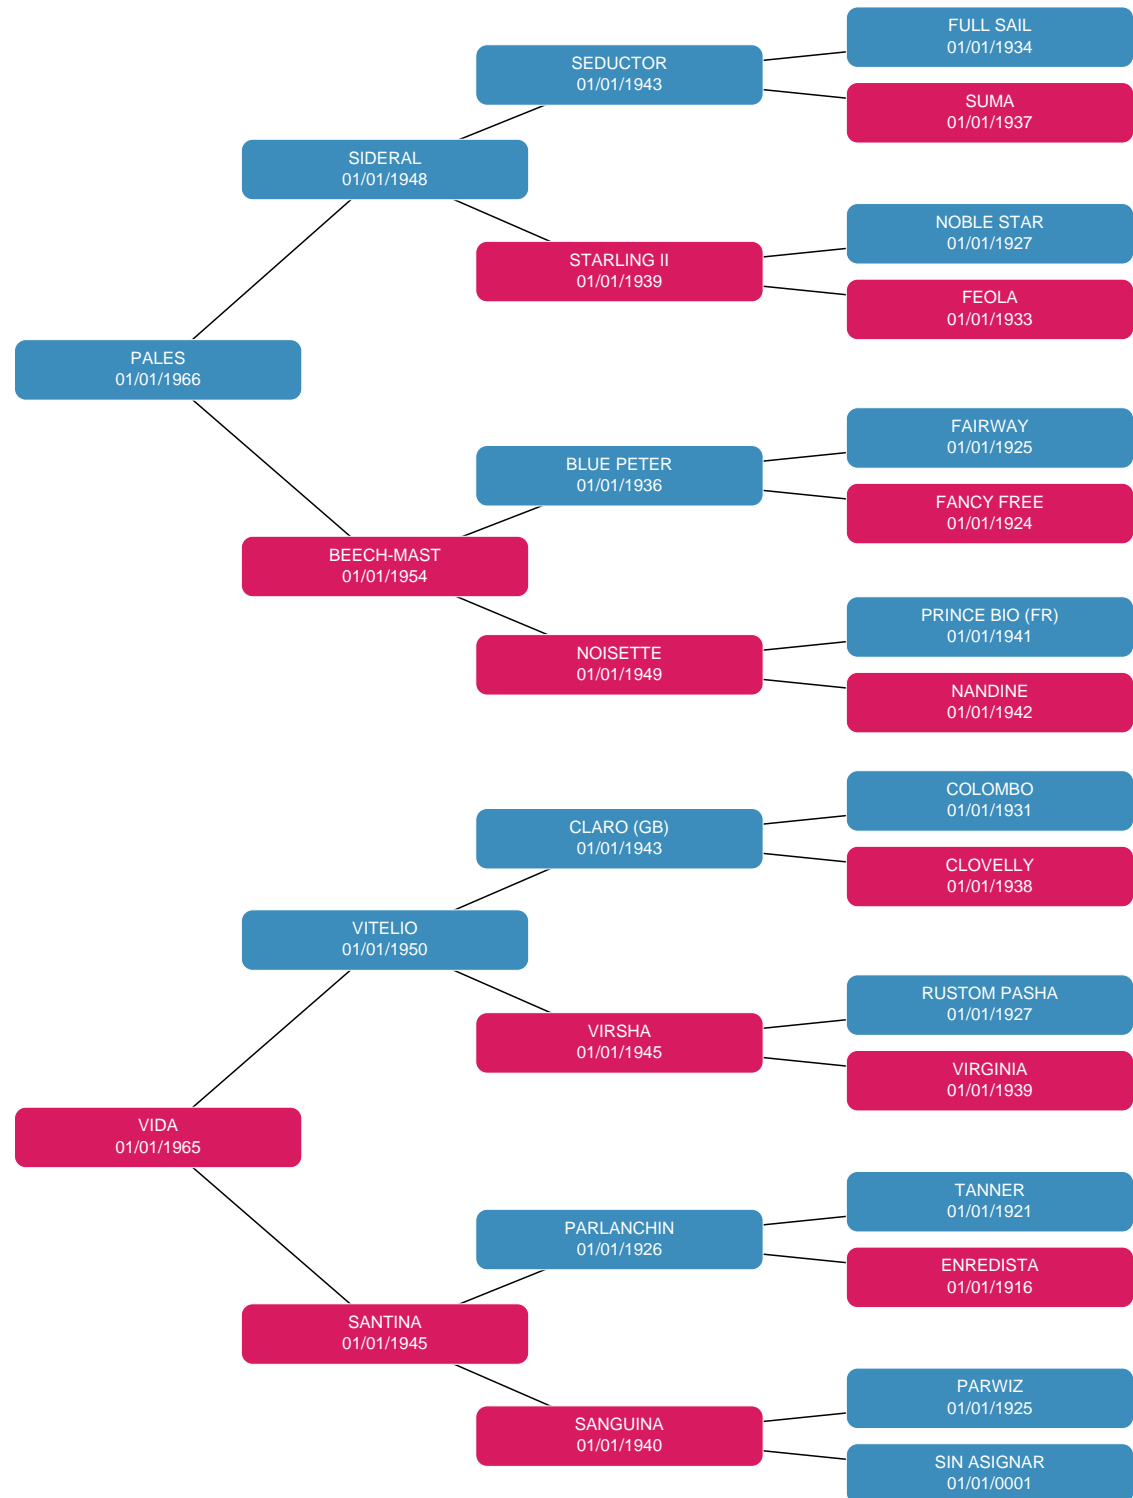 FULL SAIL
01/01/1934
SEDUCTOR
01/01/1943
SUMA
01/01/1937
SIDERAL
01/01/1948
NOBLE STAR
01/01/1927
STARLING II
01/01/1939
FEOLA
01/01/1933
PALES
01/01/1966
FAIRWAY
01/01/1925
BLUE PETER
01/01/1936
FANCY FREE
01/01/1924
BEECH-MAST
01/01/1954
PRINCE BIO (FR)
01/01/1941
NOISETTE
01/01/1949
NANDINE
01/01/1942
COLOMBO
01/01/1931
CLARO (GB)
01/01/1943
CLOVELLY
01/01/1938
VITELIO
01/01/1950
RUSTOM PASHA
01/01/1927
VIRSHA
01/01/1945
VIRGINIA
01/01/1939
VIDA
01/01/1965
TANNER
01/01/1921
PARLANCHIN
01/01/1926
ENREDISTA
01/01/1916
SANTINA
01/01/1945
PARWIZ
01/01/1925
SANGUINA
01/01/1940
SIN ASIGNAR
01/01/0001